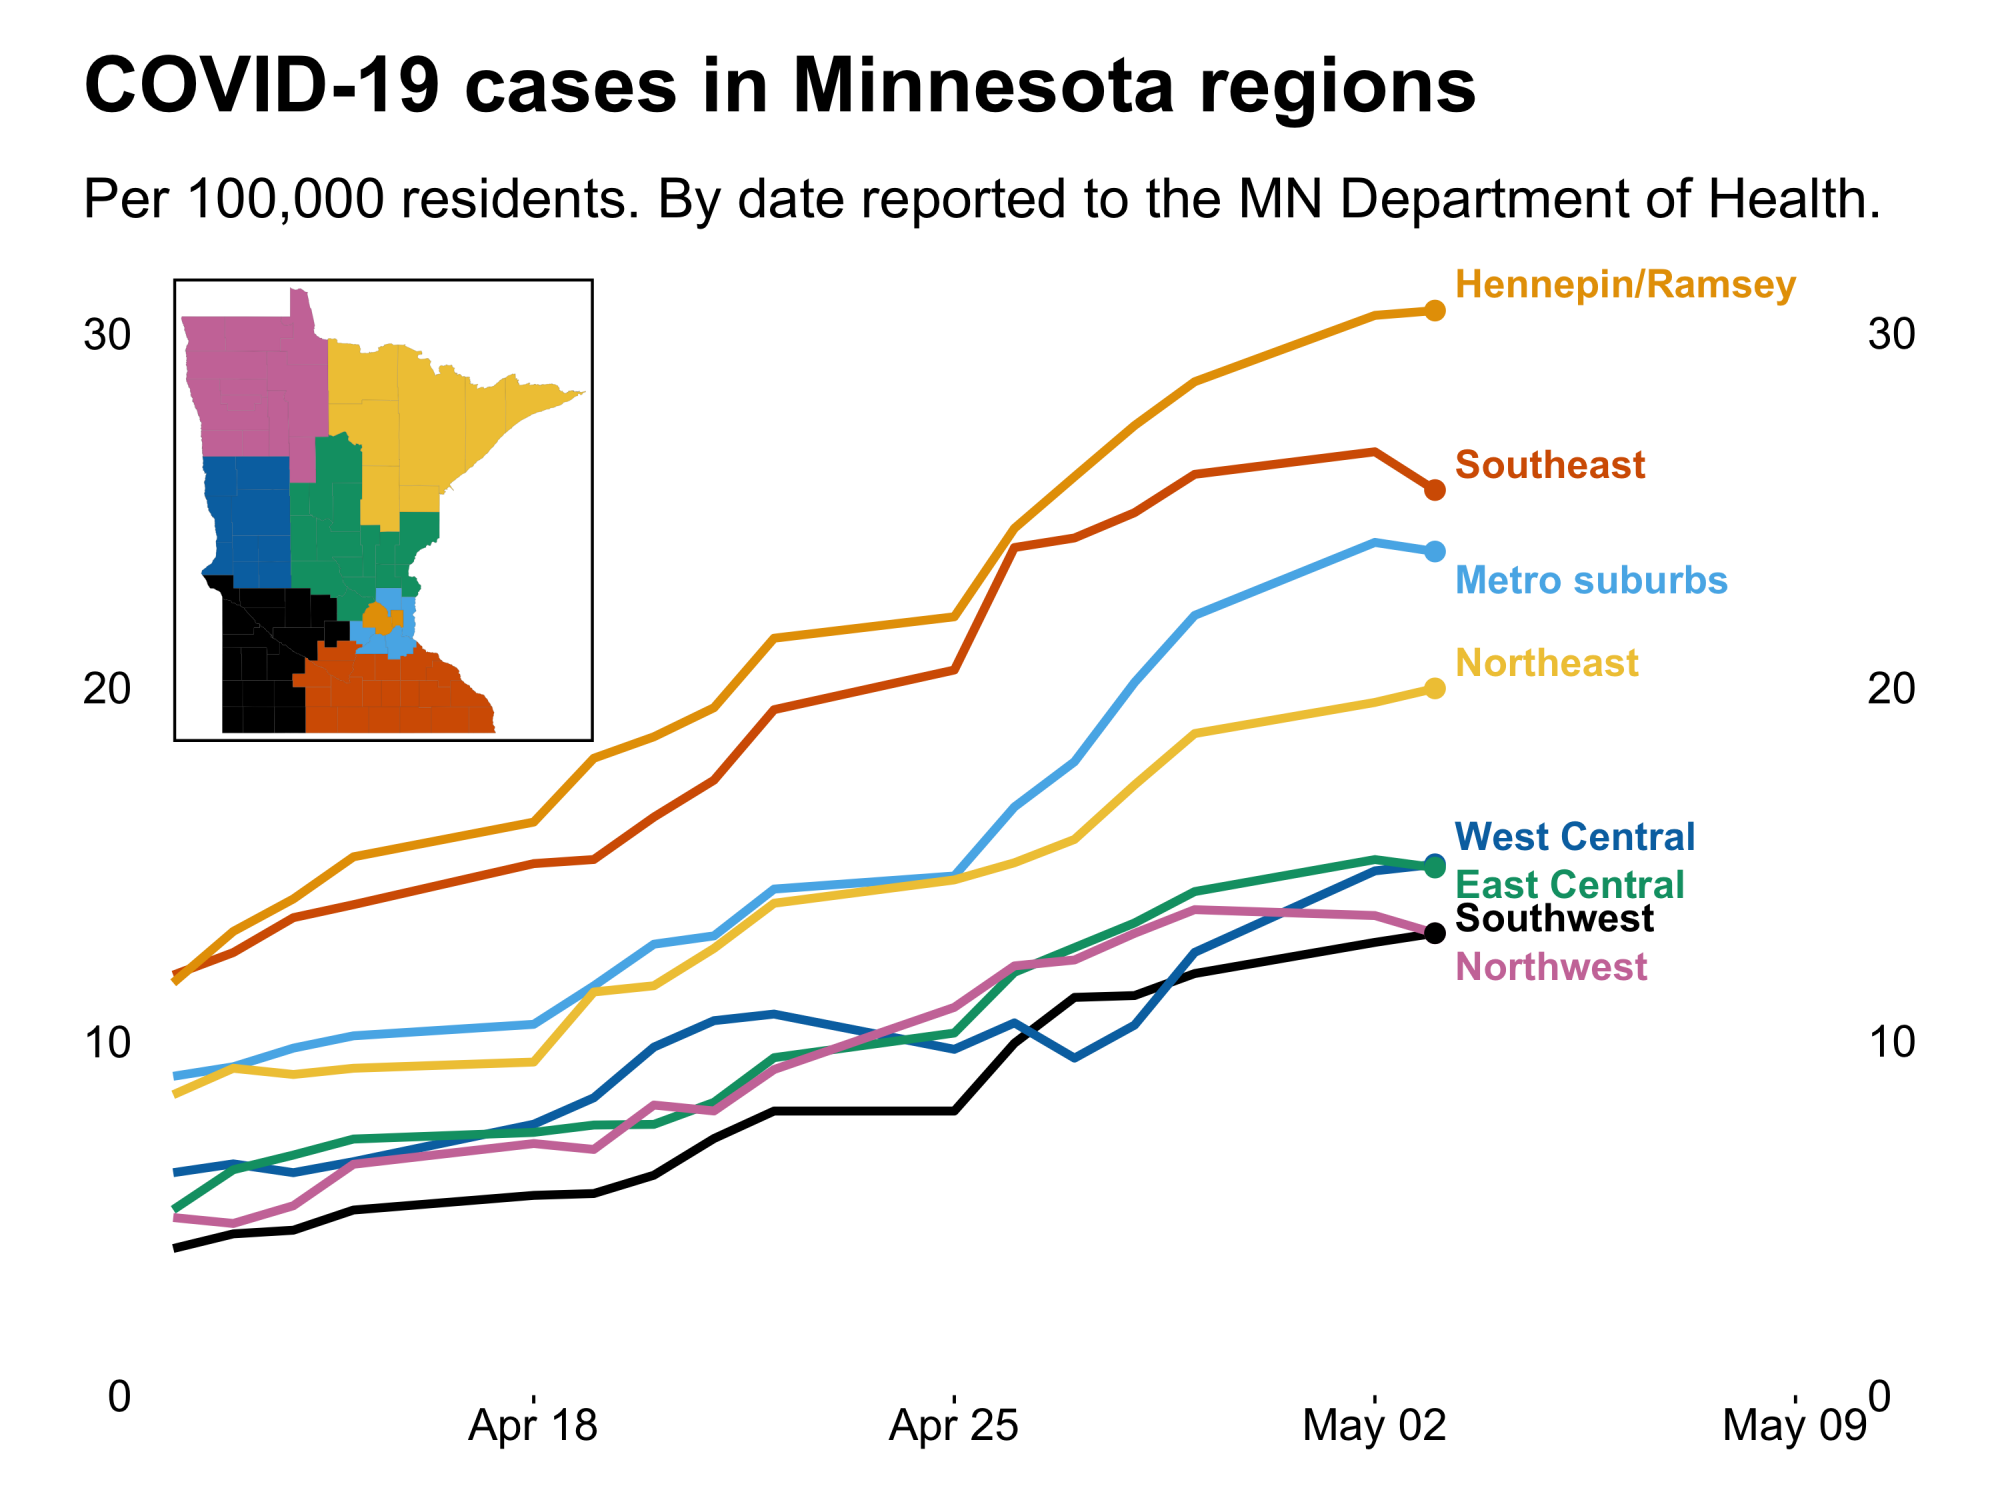 COVID-19 cases in Minnesota regions
Per 100,000 residents. By date reported to the MN Department of Health.
Hennepin/Ramsey
30
30
Southeast
Metro suburbs
Northeast
20
20
West Central
East Central
Southwest
Northwest
10
10
0
0
Apr 18
Apr 25
May 02
May 09